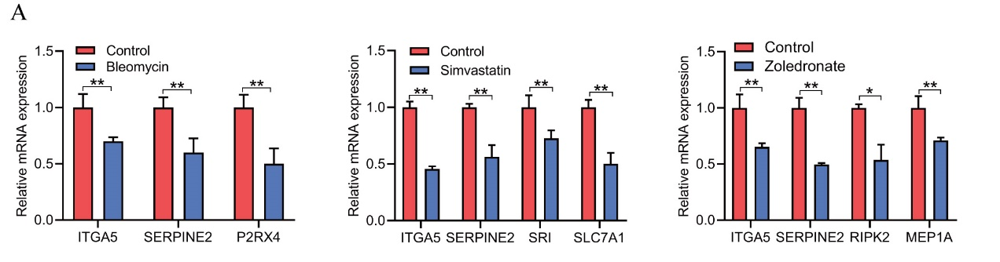 A
Relative mRNA expression
1.5
1.0
0.5
0.0
Control
Bleomycin
** ** **
ITGA5 SERPINE2 P2RX4
Relative mRNA expression
1.5
1.0
0.5
0.0
Control
Simvastatin
** ** ** **
ITGA5 SERPINE2 SRI SLC7A1
Relative mRNA expression
1.5
1.0
0.5
0.0
Control
Zoledronate
** ** * **
ITGA5 SERPINE2 RIPK2 MEP1A